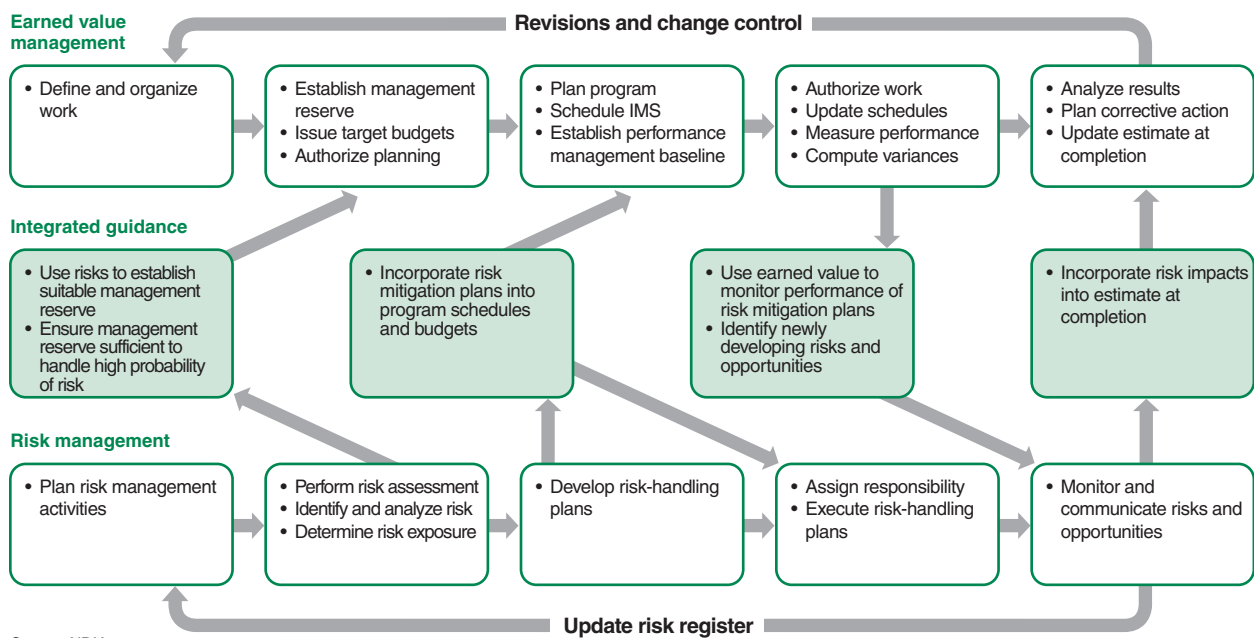 Earned value
management
Revisions and change control
• Define and organize
work
• Establish management
reserve
• Issue target budgets
• Authorize planning
• Plan program
• Schedule IMS
• Establish performance
management baseline
• Authorize work
• Update schedules
• Measure performance
• Compute variances
• Analyze results
• Plan corrective action
• Update estimate at
completion
Integrated guidance
• Use risks to establish
suitable management
reserve
• Ensure management
reserve sufficient to
handle high probability
of risk
• Incorporate risk
mitigation plans into
program schedules
and budgets
• Use earned value to
monitor performance of
risk mitigation plans
• Identify newly
developing risks and
opportunities
• Incorporate risk impacts
into estimate at
completion
Risk management
• Plan risk management
activities
• Perform risk assessment
• Identify and analyze risk
• Determine risk exposure
• Develop risk-handling
plans
• Assign responsibility
• Execute risk-handling
plans
• Monitor and
communicate risks and
opportunities
Update risk register